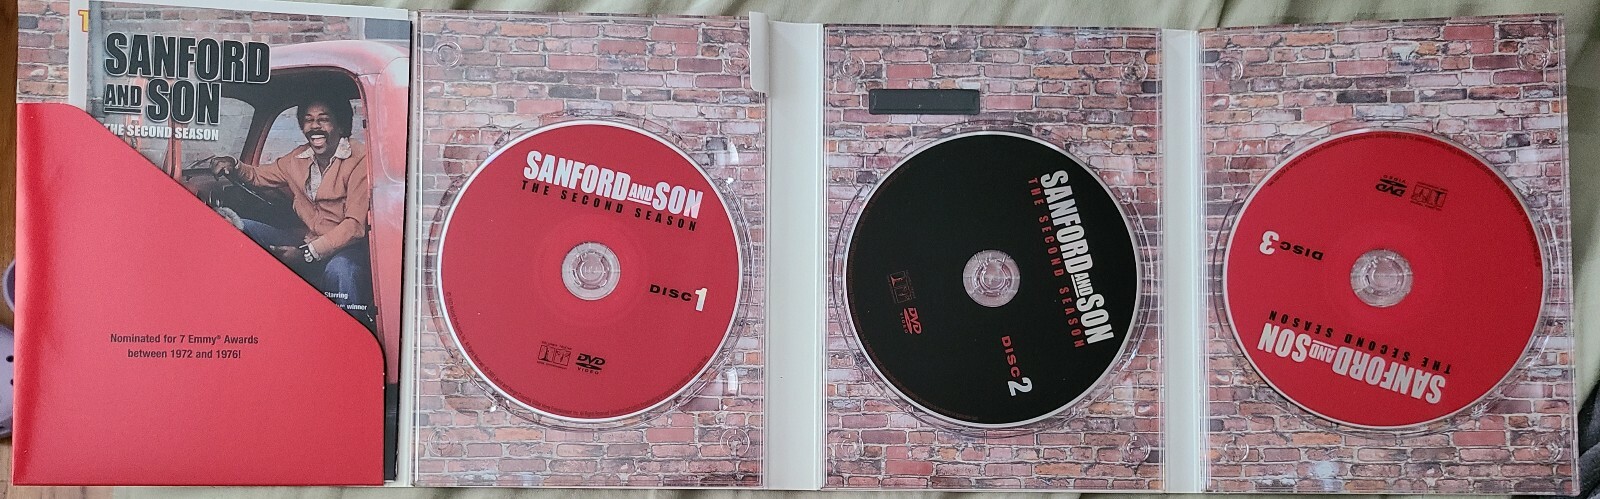 SANFORD
AND SON
THE SECOND SEASON
Starring
winner
Nominated for 7 Emmy® Awards
between 1972 and 1976!
SANFORD AND SON
THE SECOND SEASON
DISC 1
DVD
VIDEO
SANFORD AND SON
THE SECOND SEASON
DISC 2
DVD
VIDEO
SANFORD AND SON
THE SECOND SEASON
DISC 3
DVD
VIDEO